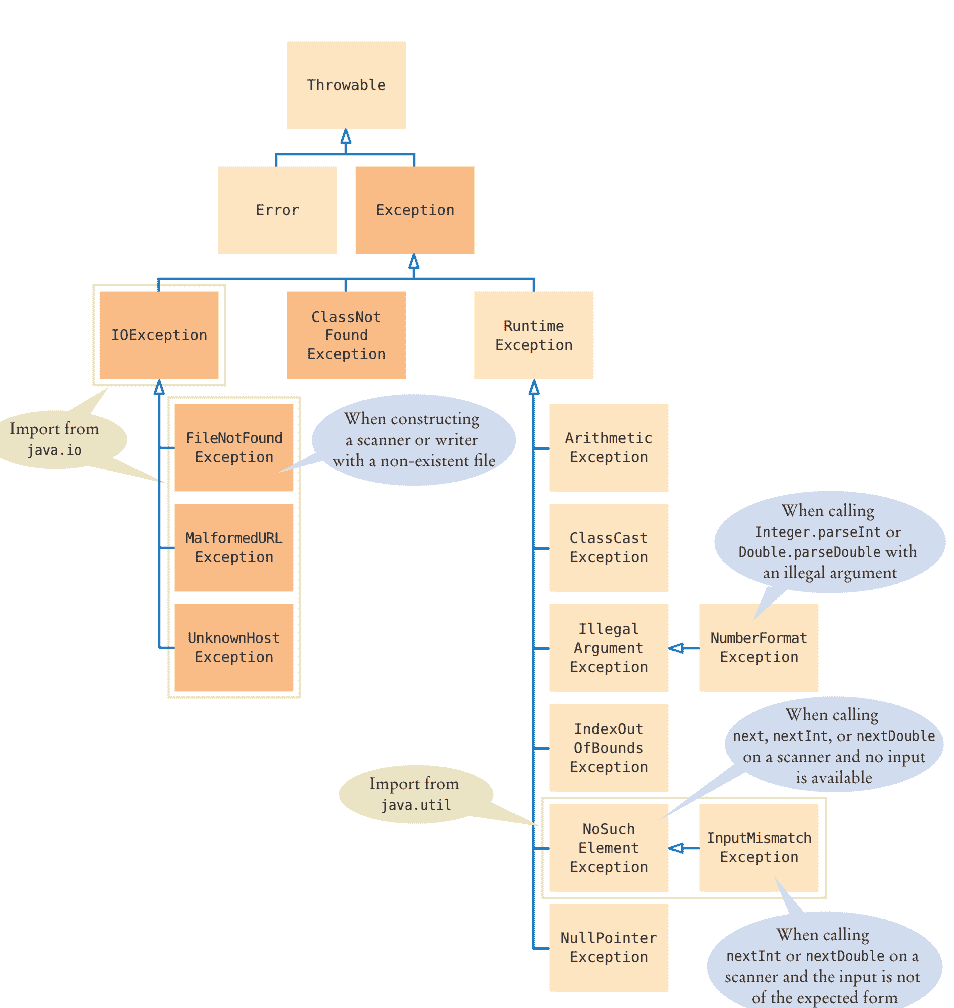 Throwable
Error
Exception
IOException
ClassNot
Found
Exception
Runtime
Exception
Import from
java.io
FileNotFound
Exception
When constructing
a scanner or writer
with a non-existent file
Arithmetic
Exception
MalformedURL
Exception
ClassCast
Exception
When calling
Integer.parseInt or
Double.parseDouble with
an illegal argument
UnknownHost
Exception
Illegal
Argument
Exception
NumberFormat
Exception
IndexOut
OfBounds
Exception
When calling
next, nextInt, or nextDouble
on a scanner and no input
is available
Import from
java.util
NoSuch
Element
Exception
InputMismatch
Exception
NullPointer
Exception
When calling
nextInt or nextDouble on a
scanner and the input is not
of the expected form